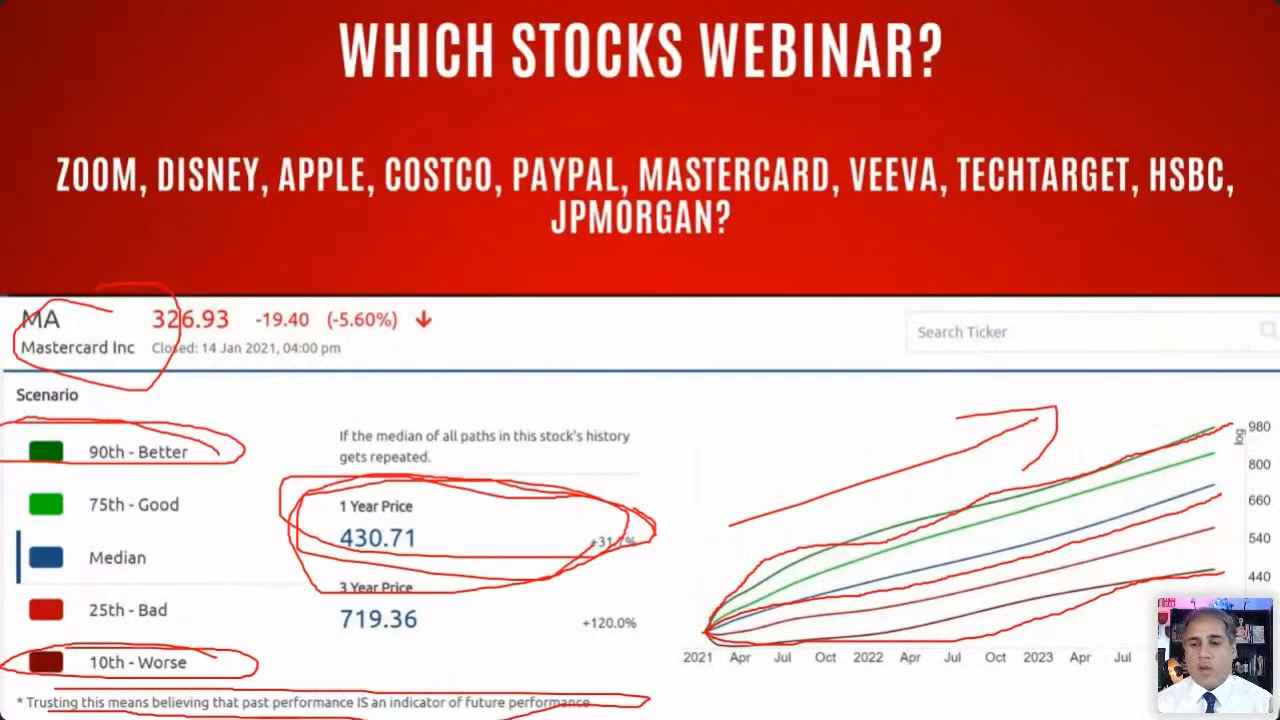 WHICH STOCKS WEBINAR?
ZOOM, DISNEY, APPLE, COSTCO, PAYPAL, MASTERCARD, VEEVA, TECHTARGET, HSBC,
JPMORGAN?
MA 326.93 -19.40 (-5.60%)
Mastercard Inc Closed: 14 Jan 2021, 04:00 pm
Search Ticker
Scenario
90th - Better
75th - Good
Median
25th - Bad
10th - Worse
If the median of all paths in this stock's history
gets repeated.
1 Year Price
430.71 +31.7%
3 Year Price
719.36 +120.0%
980
log
800
660
540
440
2021 Apr Jul Oct 2022 Apr Jul Oct 2023 Apr Jul
* Trusting this means believing that past performance IS an indicator of future performance